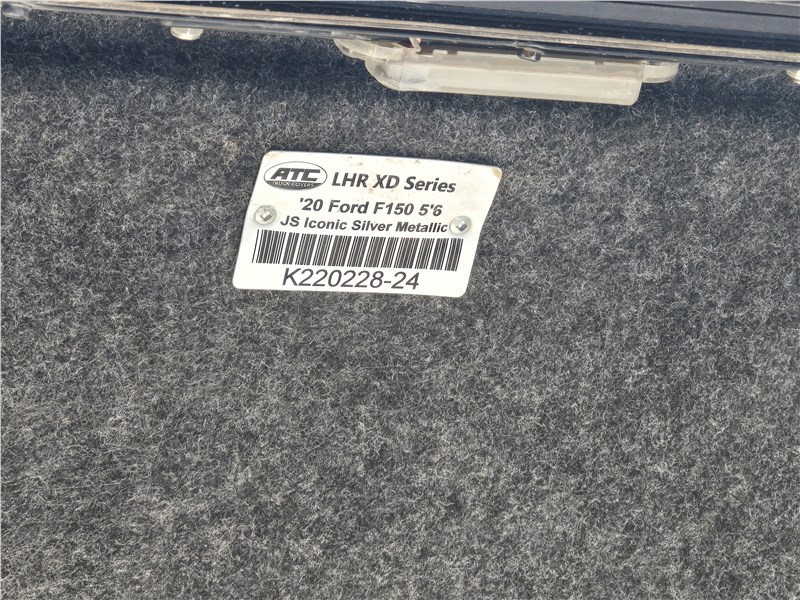 ATC LHR XD Series
TRUCK COVERS
'20 Ford F150 5'6
JS Iconic Silver Metallic
K220228-24